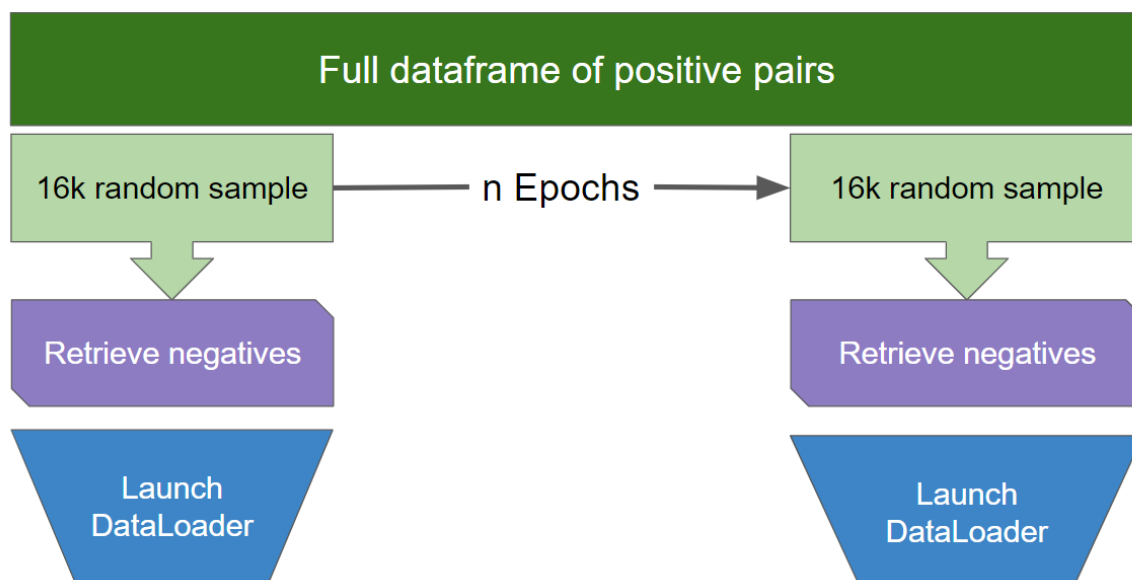 Full dataframe of positive pairs
16k random sample
n Epochs
16k random sample
Retrieve negatives
Retrieve negatives
Launch
DataLoader
Launch
DataLoader